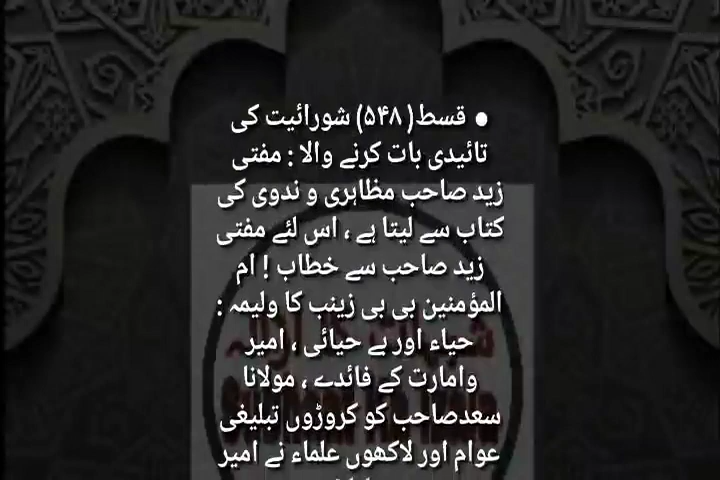 • قسط(۵۴۸) شورائیت کی
تائیدی بات کرنے والا : مفتی
زید صاحب مظاہری و ندوی کی
کتاب سے لیتا ہے ، اس لئے مفتی
زید صاحب سے خطاب ! ام
المؤمنین بی بی زینب کا ولیمہ :
حیاء اور بے حیائی ، امیر
وامارت کے فائدے ، مولانا
سعدصاحب کو کروڑوں تبلیغی
عوام اور لاکھوں علماء نے امیر